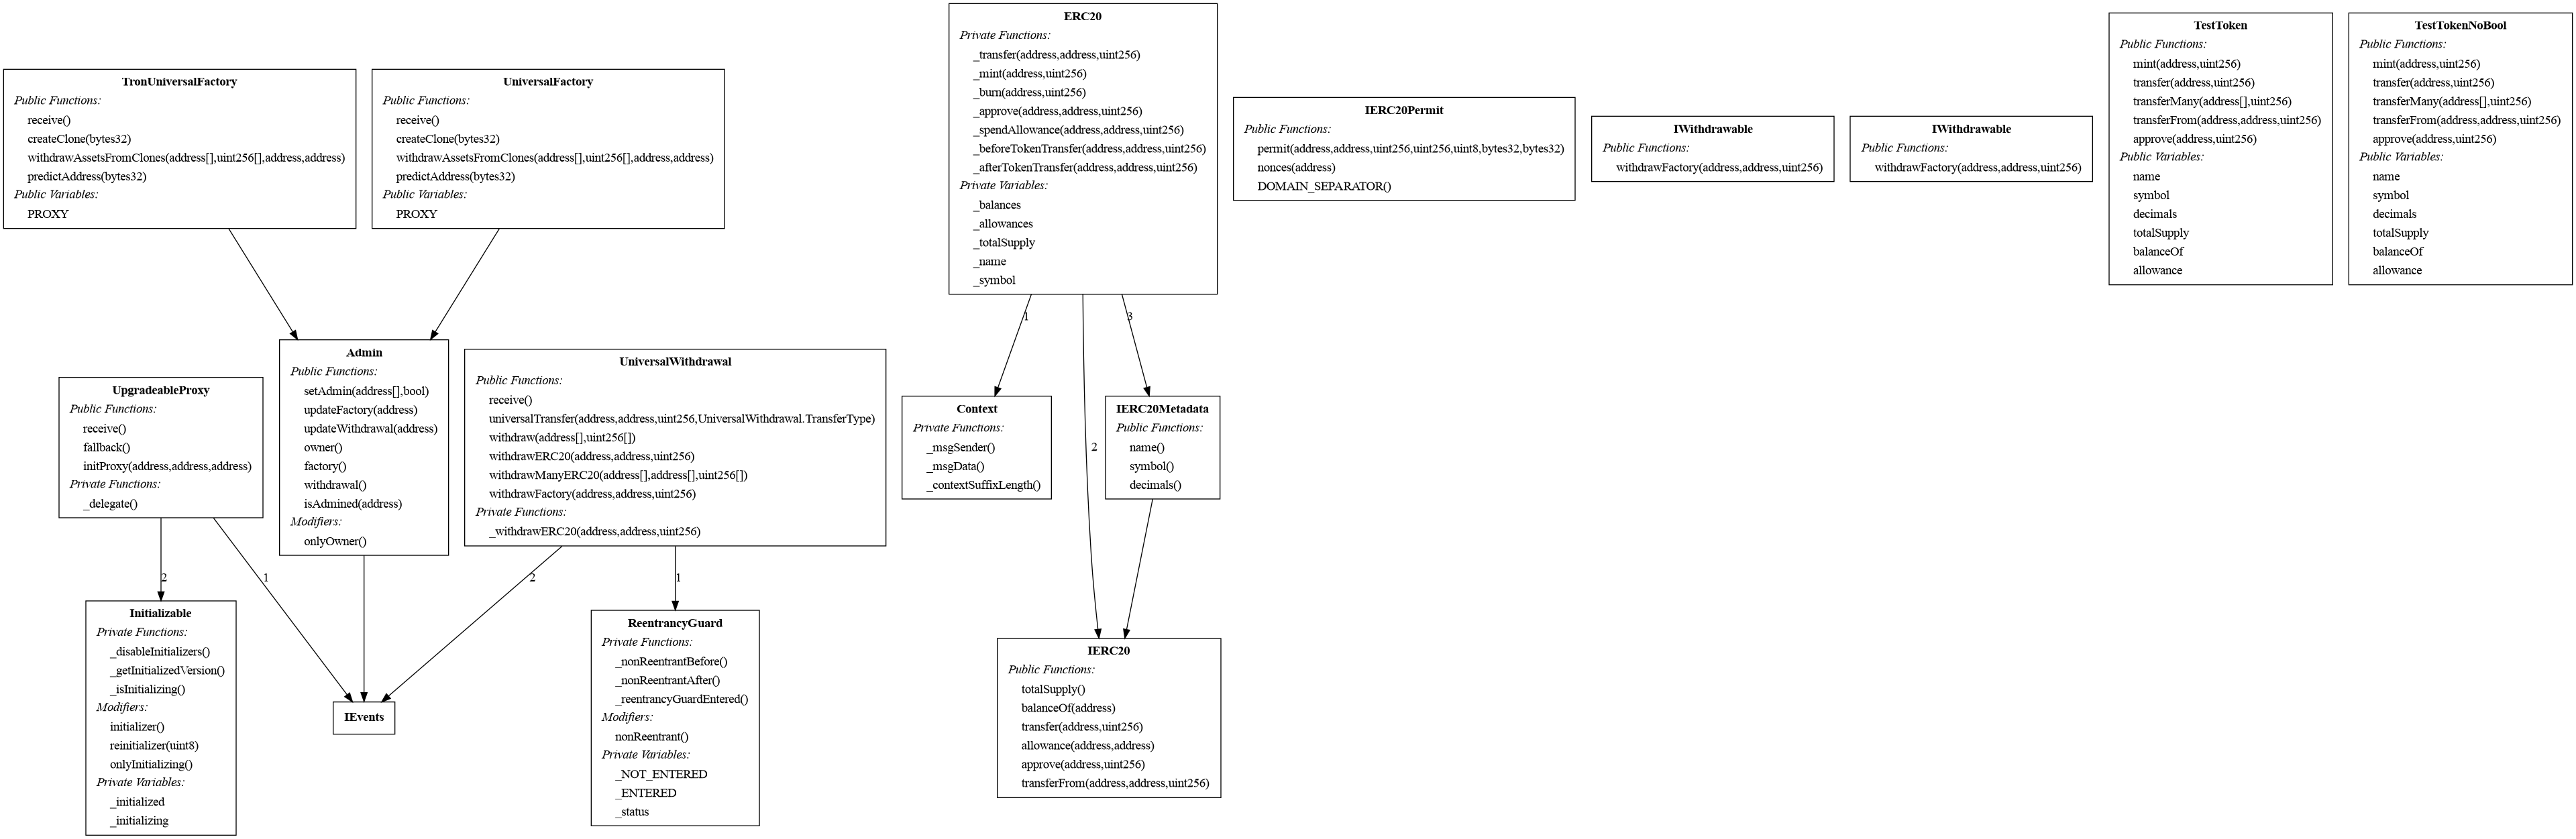 TronUniversalFactory
Public Functions:
receive()
createClone(bytes32)
withdrawAssetsFromClones(address[],uint256[],address,address)
predictAddress(bytes32)
Public Variables:
PROXY
UniversalFactory
Public Functions:
receive()
createClone(bytes32)
withdrawAssetsFromClones(address[],uint256[],address,address)
predictAddress(bytes32)
Public Variables:
PROXY
ERC20
Private Functions:
_transfer(address,address,uint256)
_mint(address,uint256)
_burn(address,uint256)
_approve(address,address,uint256)
_spendAllowance(address,address,uint256)
_beforeTokenTransfer(address,address,uint256)
_afterTokenTransfer(address,address,uint256)
Private Variables:
_balances
_allowances
_totalSupply
_name
_symbol
IERC20Permit
Public Functions:
permit(address,address,uint256,uint256,uint8,bytes32,bytes32)
nonces(address)
DOMAIN_SEPARATOR()
IWithdrawable
Public Functions:
withdrawFactory(address,address,uint256)
IWithdrawable
Public Functions:
withdrawFactory(address,address,uint256)
TestToken
Public Functions:
mint(address,uint256)
transfer(address,uint256)
transferMany(address[],uint256)
transferFrom(address,address,uint256)
approve(address,uint256)
Public Variables:
name
symbol
decimals
totalSupply
balanceOf
allowance
TestTokenNoBool
Public Functions:
mint(address,uint256)
transfer(address,uint256)
transferMany(address[],uint256)
transferFrom(address,address,uint256)
approve(address,uint256)
Public Variables:
name
symbol
decimals
totalSupply
balanceOf
allowance
1
2
3
UpgradeableProxy
Public Functions:
receive()
fallback()
initProxy(address,address,address)
Private Functions:
_delegate()
Admin
Public Functions:
setAdmin(address[],bool)
updateFactory(address)
updateWithdrawal(address)
owner()
factory()
withdrawal()
isAdmined(address)
Modifiers:
onlyOwner()
UniversalWithdrawal
Public Functions:
receive()
universalTransfer(address,address,uint256,UniversalWithdrawal.TransferType)
withdraw(address[],uint256[])
withdrawERC20(address,address,uint256)
withdrawManyERC20(address[],address[],uint256[])
withdrawFactory(address,address,uint256)
Private Functions:
_withdrawERC20(address,address,uint256)
Context
Private Functions:
_msgSender()
_msgData()
_contextSuffixLength()
IERC20Metadata
Public Functions:
name()
symbol()
decimals()
2
1
2
1
Initializable
Private Functions:
_disableInitializers()
_getInitializedVersion()
_isInitializing()
Modifiers:
initializer()
reinitializer(uint8)
onlyInitializing()
Private Variables:
_initialized
_initializing
IEvents
ReentrancyGuard
Private Functions:
_nonReentrantBefore()
_nonReentrantAfter()
_reentrancyGuardEntered()
Modifiers:
nonReentrant()
Private Variables:
_NOT_ENTERED
_ENTERED
_status
IERC20
Public Functions:
totalSupply()
balanceOf(address)
transfer(address,uint256)
allowance(address,address)
approve(address,uint256)
transferFrom(address,address,uint256)